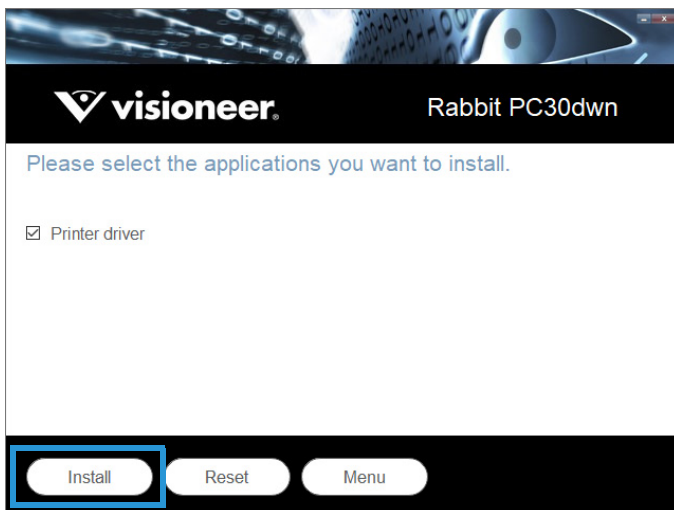 visioneer®
Rabbit PC30dwn
Please select the applications you want to install.
Printer driver
Install
Reset
Menu